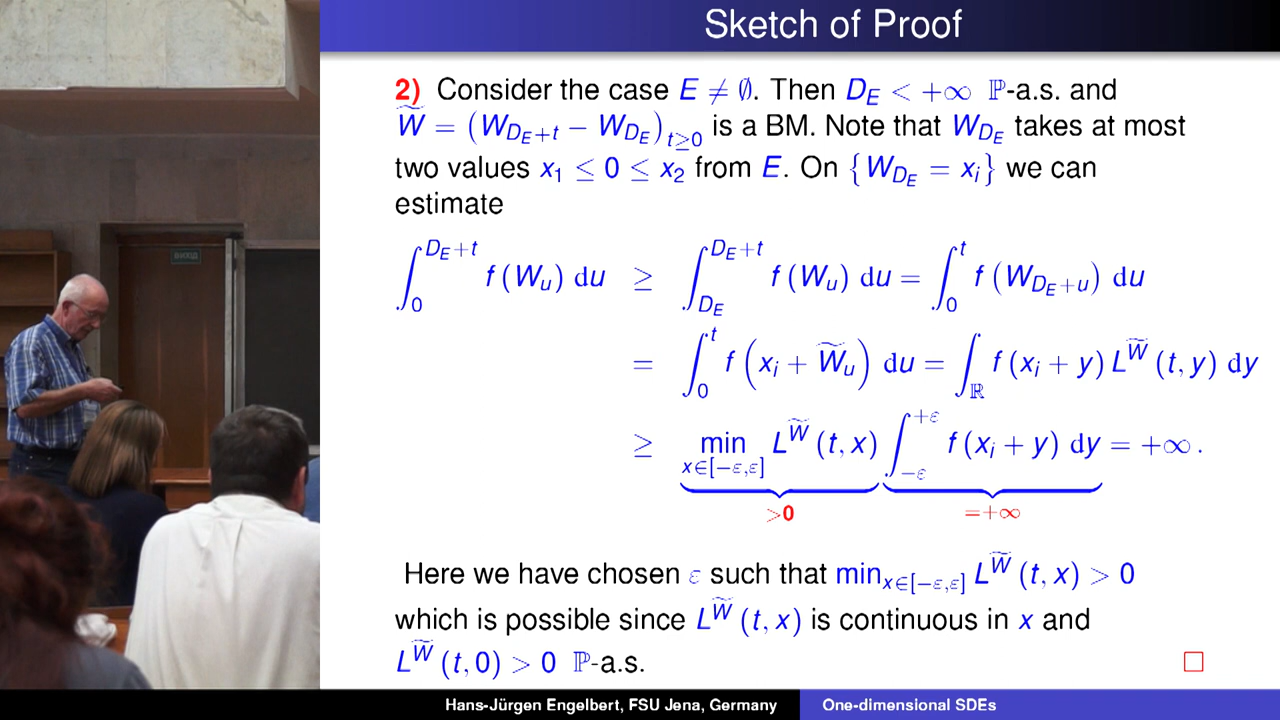 Sketch of Proof
2) Consider the case E ≠ ∅. Then D_E < +∞ ℙ-a.s. and
W̃ = (W_{D_E+t} − W_{D_E})_{t≥0} is a BM. Note that W_{D_E} takes at most
two values x₁ ≤ 0 ≤ x₂ from E. On {W_{D_E} = x_i} we can
estimate
∫_0^{D_E+t} f(W_u) du ≥ ∫_{D_E}^{D_E+t} f(W_u) du = ∫_0^t f(W_{D_E+u}) du
= ∫_0^t f(x_i + W̃_u) du = ∫_ℝ f(x_i + y) L^{W̃}(t, y) dy
≥ min_{x∈[−ε,ε]} L^{W̃}(t, x) ∫_{−ε}^{+ε} f(x_i + y) dy = +∞.
>0 =+∞
Here we have chosen ε such that min_{x∈[−ε,ε]} L^{W̃}(t, x) > 0
which is possible since L^{W̃}(t, x) is continuous in x and
L^{W̃}(t, 0) > 0 ℙ-a.s. □
Hans-Jürgen Engelbert, FSU Jena, Germany One-dimensional SDEs
ВИХІД